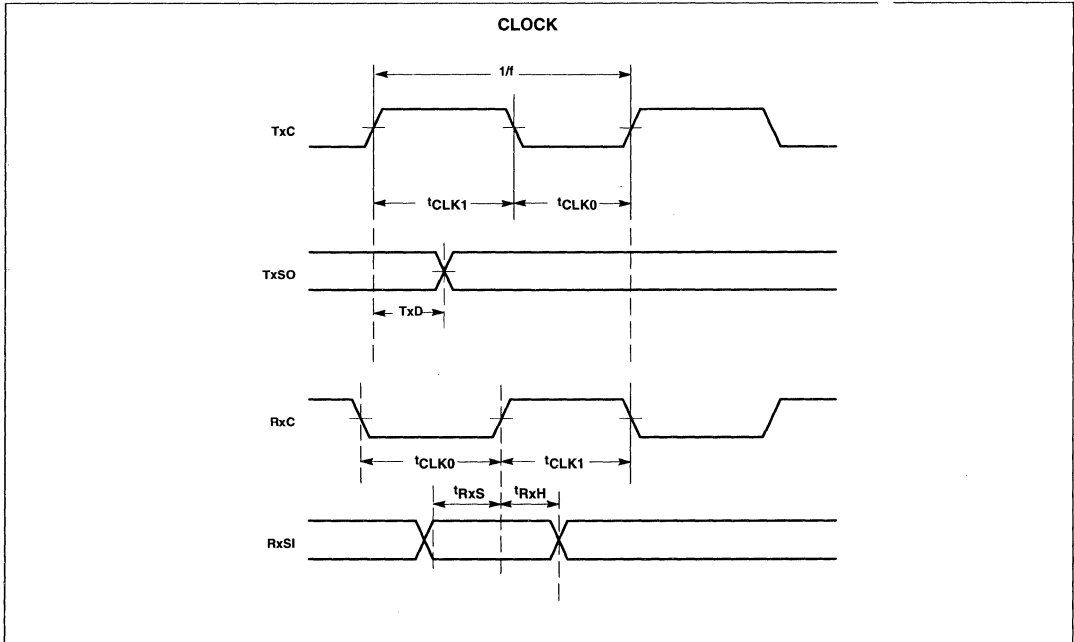 CLOCK
1/f
TxC
tCLK1
tCLK0
TxSO
TxD
RxC
tCLK0
tCLK1
tRxS
tRxH
RxSI